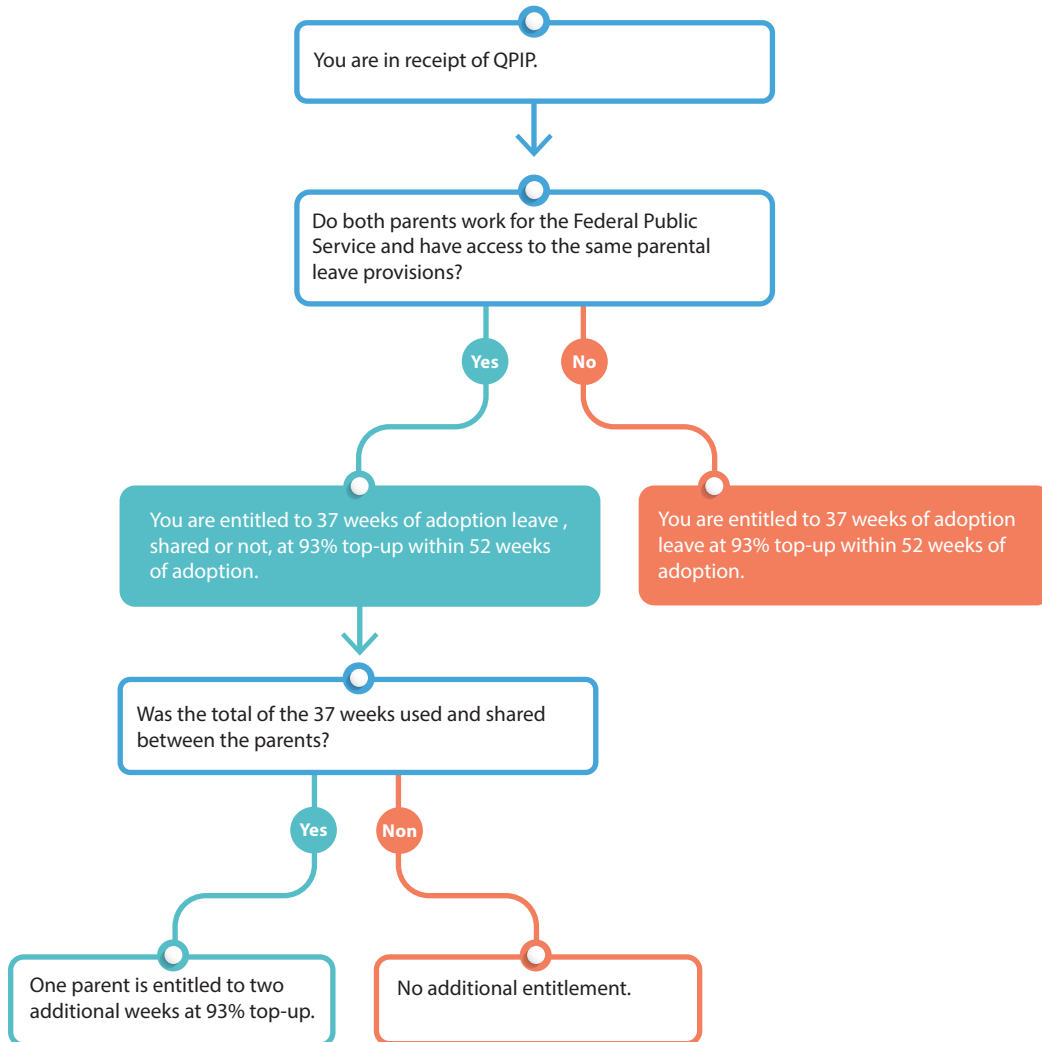 You are in receipt of QPIP.
Do both parents work for the Federal Public
Service and have access to the same parental
leave provisions?
Yes
No
You are entitled to 37 weeks of adoption leave ,
shared or not, at 93% top-up within 52 weeks
of adoption.
You are entitled to 37 weeks of adoption
leave at 93% top-up within 52 weeks of
adoption.
Was the total of the 37 weeks used and shared
between the parents?
Yes
Non
One parent is entitled to two
additional weeks at 93% top-up.
No additional entitlement.